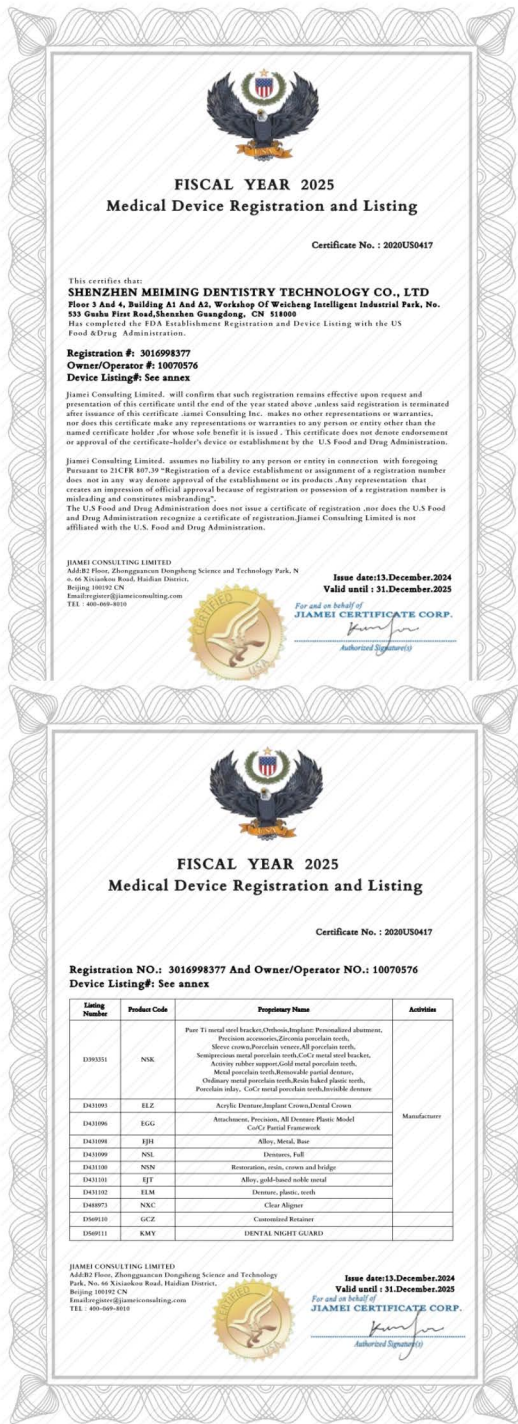 FISCAL YEAR 2025
Medical Device Registration and Listing
Certificate No. : 2020US0417
This certifies that:
SHENZHEN MEIMING DENTISTRY TECHNOLOGY CO., LTD
Floor 3 And 4, Building A1 And A2, Workshop Of Weicheng Intelligent Industrial Park, No.
533 Gushu First Road,Shenzhen Guangdong, CN 518000
Has completed the FDA Establishment Registration and Device Listing with the US
Food &Drug Administration.
Registration #: 3016998377
Owner/Operator #: 10070576
Device Listing#: See annex
Jiamei Consulting Limited. will confirm that such registration remains effective upon request and
presentation of this certificate until the end of the year stated above ,unless said registration is terminated
after issuance of this certificate .iamei Consulting Inc. makes no other representations or warranties,
nor does this certificate make any representations or warranties to any person or entity other than the
named certificate holder ,for whose sole benefit it is issued . This certificate does not denote endorsement
or approval of the certificate-holder's device or establishment by the U.S Food and Drug Administration.
Jiamei Consulting Limited. assumes no liability to any person or entity in connection with foregoing
Pursuant to 21CFR 807,39 "Registration of a device establishment or assignment of a registration number
does not in any way denote approval of the establishment or its products .Any representation that
creates an impression of official approval because of registration or possession of a registration number is
misleading and constitutes misbranding".
The U.S Food and Drug Administration does not issue a certificate of registration ,nor does the U.S Food
and Drug Administration recognize a certificate of registration.Jiamei Consulting Limited is not
affiliated with the U.S. Food and Drug Administration.
JIAMEI CONSULTING LIMITED
Add:B2 Floor, Zhongguancun Dongsheng Science and Technology Park, N
o. 66 Xixiaokou Road, Haidian District,
Beijing 100192 CN
Email:register@jiameiconsulting.com
TEL : 400-069-8010
CERTIFIED
USA
Issue date:13.December.2024
Valid until : 31.December.2025
For and on behalf of
JIAMEI CERTIFICATE CORP.
Authorized Signature(s)
FISCAL YEAR 2025
Medical Device Registration and Listing
Certificate No. : 2020US0417
Registration NO.: 3016998377 And Owner/Operator NO.: 10070576
Device Listing#: See annex
Listing Number Product Code Proprietary Name Activities
D393351 NSK Pure Ti metal steel bracket,Orthosis,Implant: Personalized abutment,
Precision accessories,Zirconia porcelain teeth,
Sleeve crown,Porcelain veneer,All porcelain teeth,
Semiprecious metal porcelain teeth,CoCr metal steel bracket,
Activity rubber support,Gold metal porcelain teeth,
Metal porcelain teeth,Removable partial denture,
Ordinary metal porcelain teeth,Resin baked plastic teeth,
Porcelain inlay, CoCr metal porcelain teeth,Invisible denture
Manufacturer
D431093 ELZ Acrylic Denture,Implant Crown,Dental Crown
D431096 EGG Attachment, Precision, All Denture Plastic Model
Co/Cr Partial Framework
D431098 EJH Alloy, Metal, Base
D431099 NSL Dentures, Full
D431100 NSN Restoration, resin, crown and bridge
D431101 EJT Alloy, gold-based noble metal
D431102 ELM Denture, plastic, teeth
D488973 NXC Clear Aligner
D569110 GCZ Customized Retainer
D569111 KMY DENTAL NIGHT GUARD
JIAMEI CONSULTING LIMITED
Add:B2 Floor, Zhongguancun Dongsheng Science and Technology
Park, No. 66 Xixiaokou Road, Haidian District,
Beijing 100192 CN
Email:register@jiameiconsulting.com
TEL : 400-069-8010
CERTIFIED
USA
Issue date:13.December.2024
Valid until : 31.December.2025
For and on behalf of
JIAMEI CERTIFICATE CORP.
Authorized Signature(s)